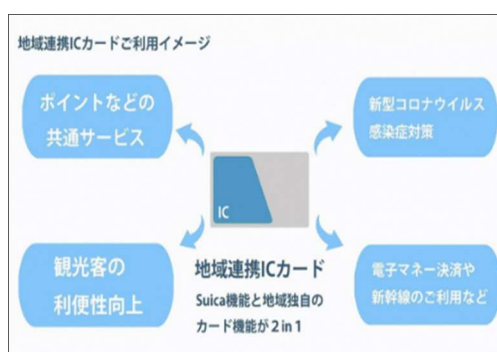 地域連携ICカードご利用イメージ
ポイントなどの
共通サービス
新型コロナウイルス
感染症対策
IC
観光客の
利便性向上
地域連携ICカード
Suica機能と地域独自の
カード機能が2 in 1
電子マネー決済や
新幹線のご利用など